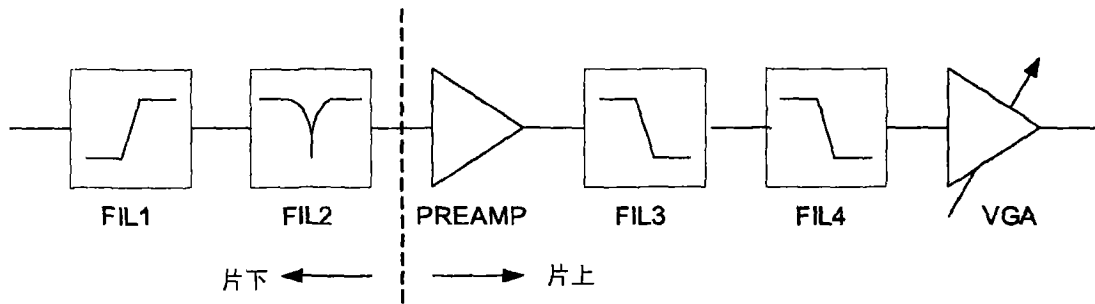 FIL1
FIL2
PREAMP
FIL3
FIL4
VGA
片下
片上